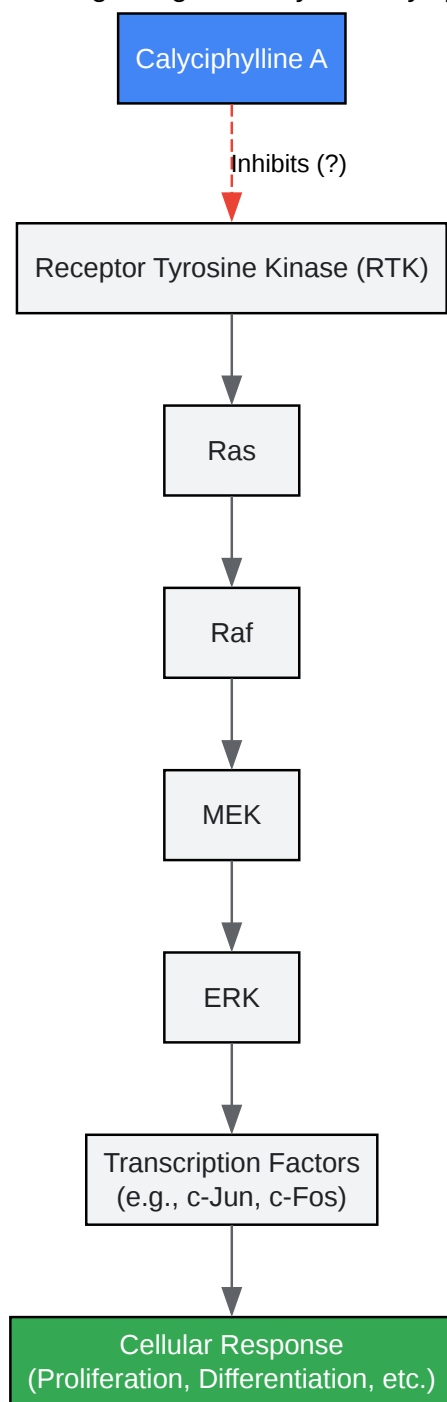 Calyciphylline A
Inhibits (?)
Receptor Tyrosine Kinase (RTK)
Ras
Raf
MEK
ERK
Transcription Factors
(e.g., c-Jun, c-Fos)
Cellular Response
(Proliferation, Differentiation, etc.)